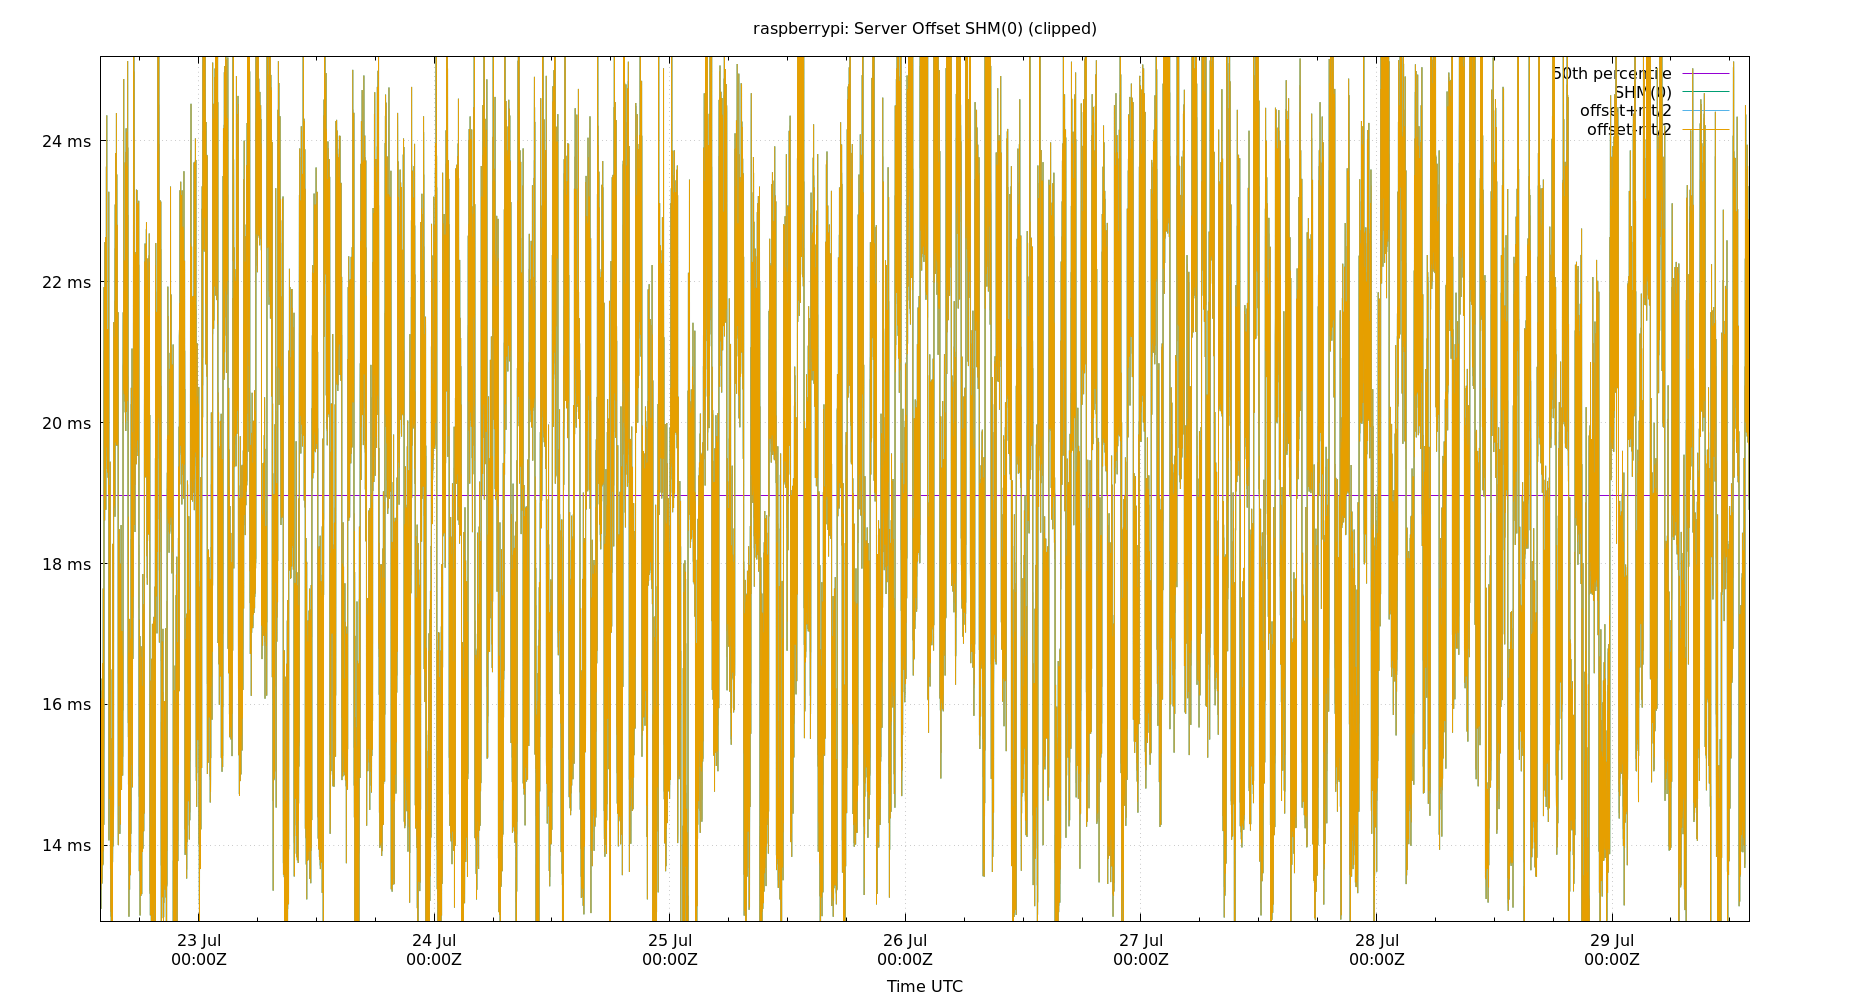 raspberrypi: Server Offset SHM(0) (clipped)
50th percentile
SHM(0)
offset+rtt/2
offset-rtt/2
24 ms
22 ms
20 ms
18 ms
16 ms
14 ms
23 Jul 24 Jul 25 Jul 26 Jul 27 Jul 28 Jul 29 Jul
00:00Z 00:00Z 00:00Z 00:00Z 00:00Z 00:00Z 00:00Z
Time UTC